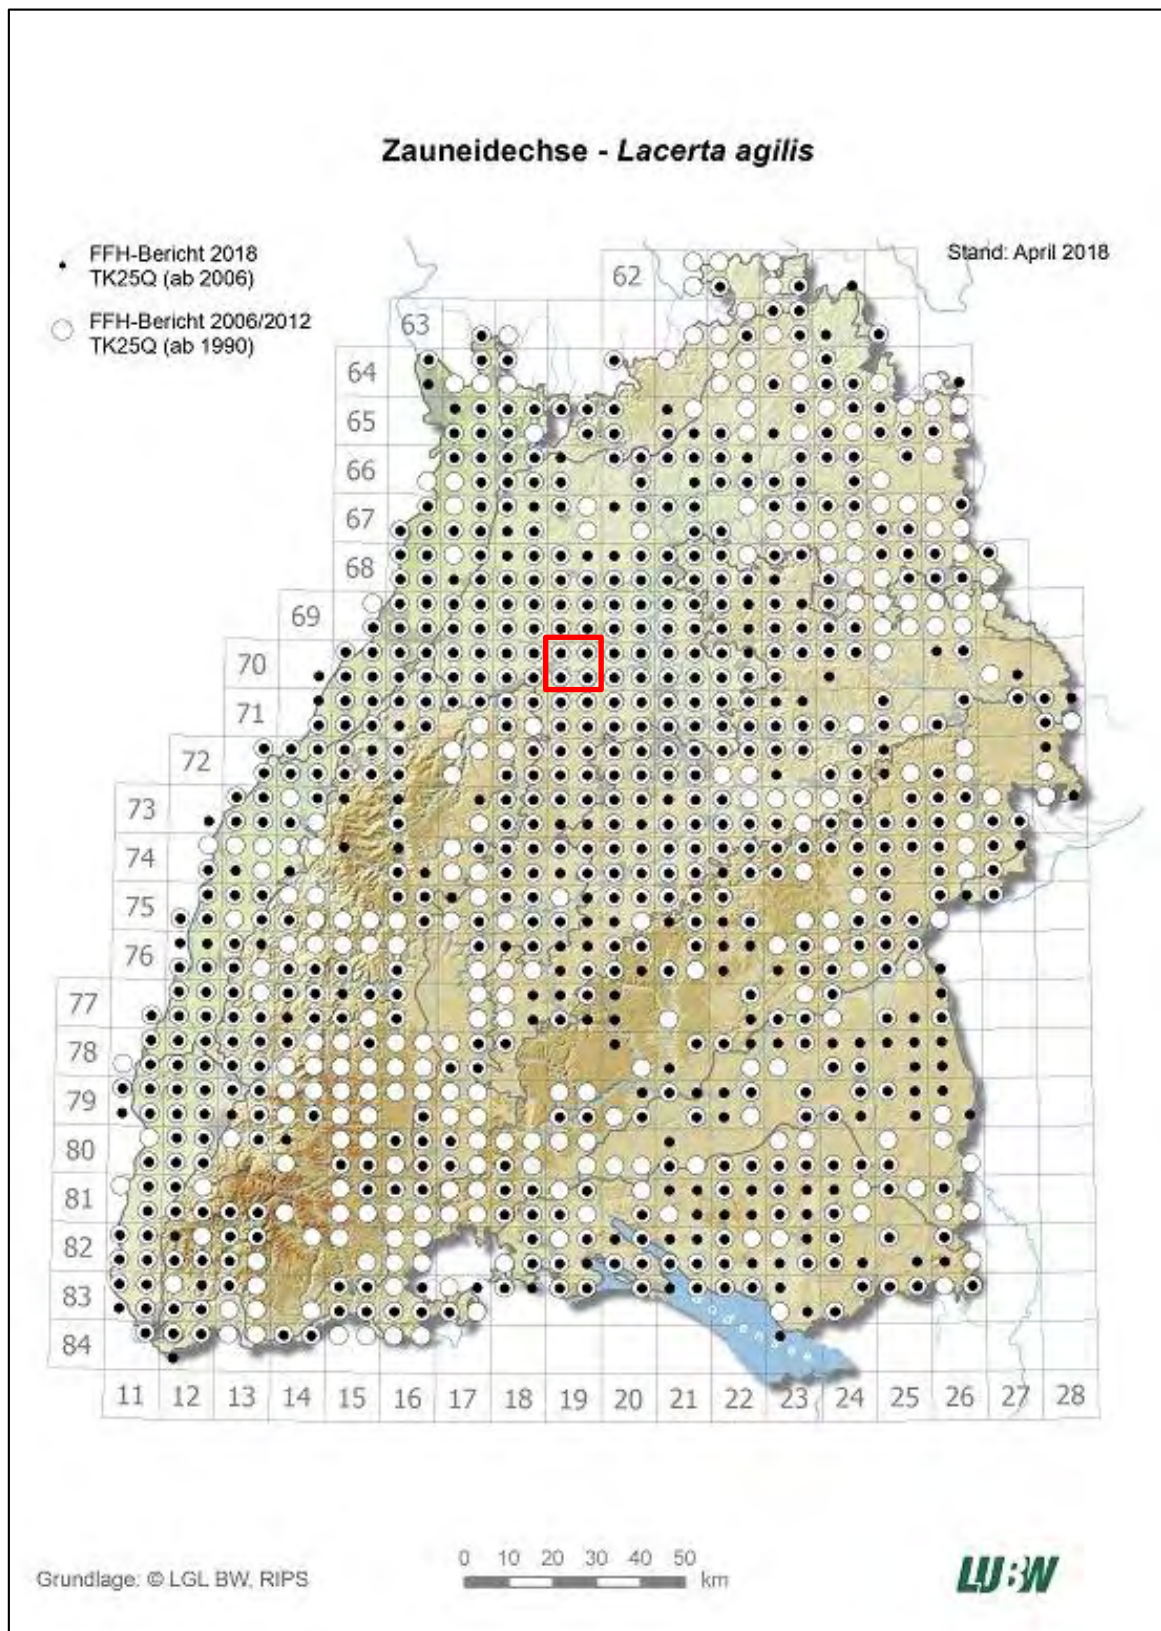 Zauneidechse - Lacerta agilis
FFH-Bericht 2018
TK25Q (ab 2006)
Stand: April 2018
FFH-Bericht 2006/2012
TK25Q (ab 1990)
62
63
64
65
66
67
68
69
70
71
72
73
74
75
76
77
78
79
80
81
82
83
84
Bodensee
11 12 13 14 15 16 17 18 19 20 21 22 23 24 25 26 27 28
0 10 20 30 40 50
km
Grundlage: © LGL BW, RIPS
LUBW